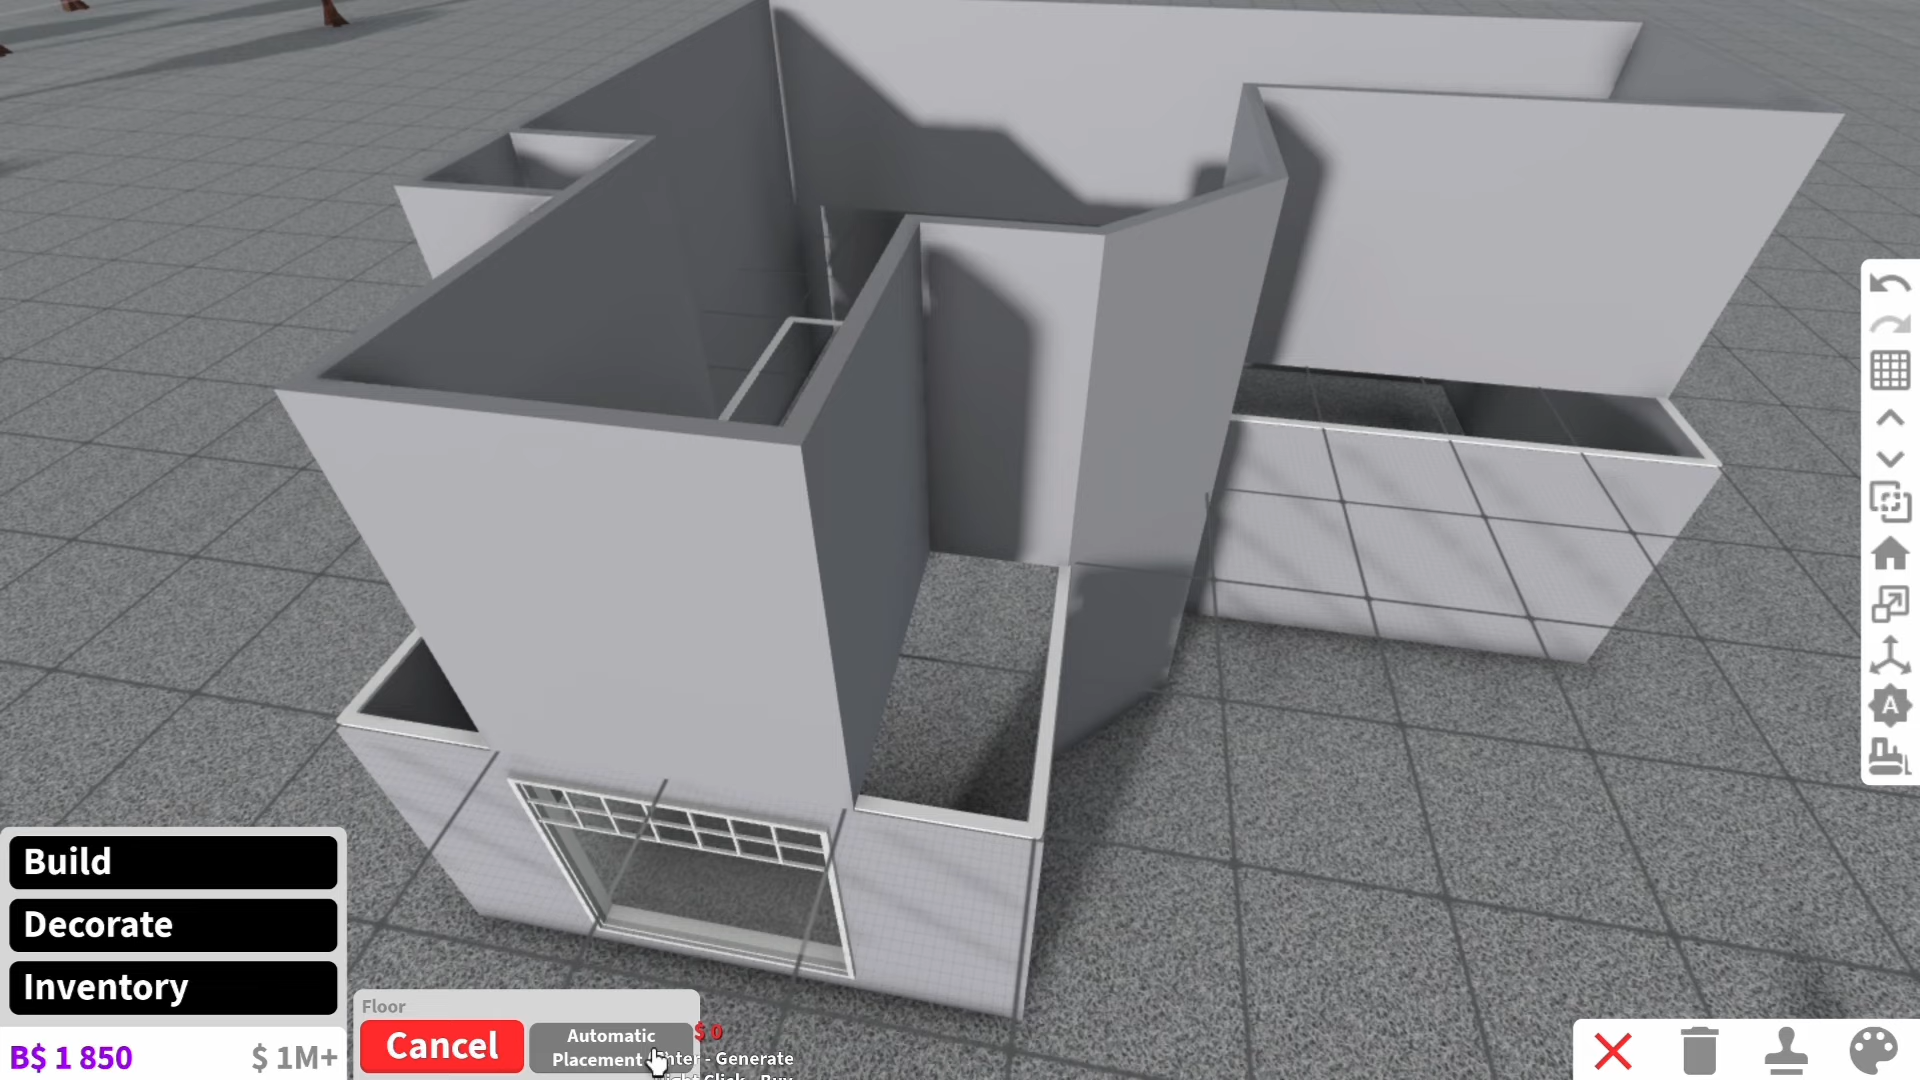 Build
Decorate
Inventory
B$ 1 850
$ 1M+
Floor
Cancel
Automatic
Placement
$ 0
- Generate
A